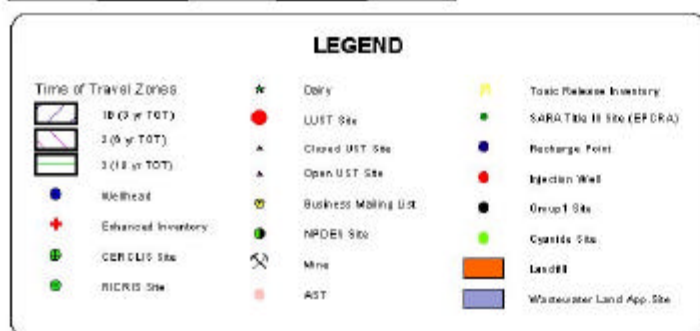 LEGEND
Time of Travel Zones
1B (3 yr TOT)
2 (6 yr TOT)
3 (10 yr TOT)
Wellhead
Enhanced Inventory
CERCLIS Site
RICRIS Site
Dairy
LUST Site
Closed UST Site
Open UST Site
Business Mailing List
NPDES Site
Mine
AST
Toxic Release Inventory
SARA Title III Site (EPCRA)
Recharge Point
Injection Well
Group1 Site
Cyanide Site
Landfill
Wastewater Land App. Site